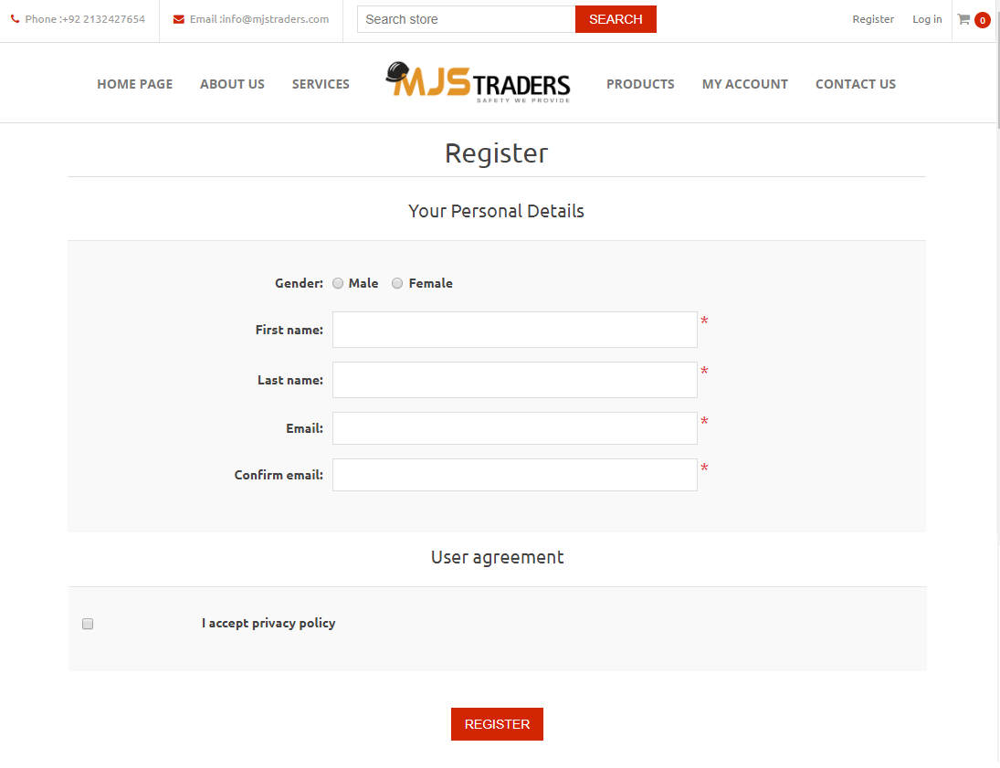 Phone :+92 2132427654 Email :info@mjstraders.com Search store SEARCH Register Log in 0
HOME PAGE ABOUT US SERVICES MJS TRADERS PRODUCTS MY ACCOUNT CONTACT US
SAFETY WE PROVIDE
Register
Your Personal Details
Gender: Male Female
First name: *
Last name: *
Email: *
Confirm email: *
User agreement
I accept privacy policy
REGISTER